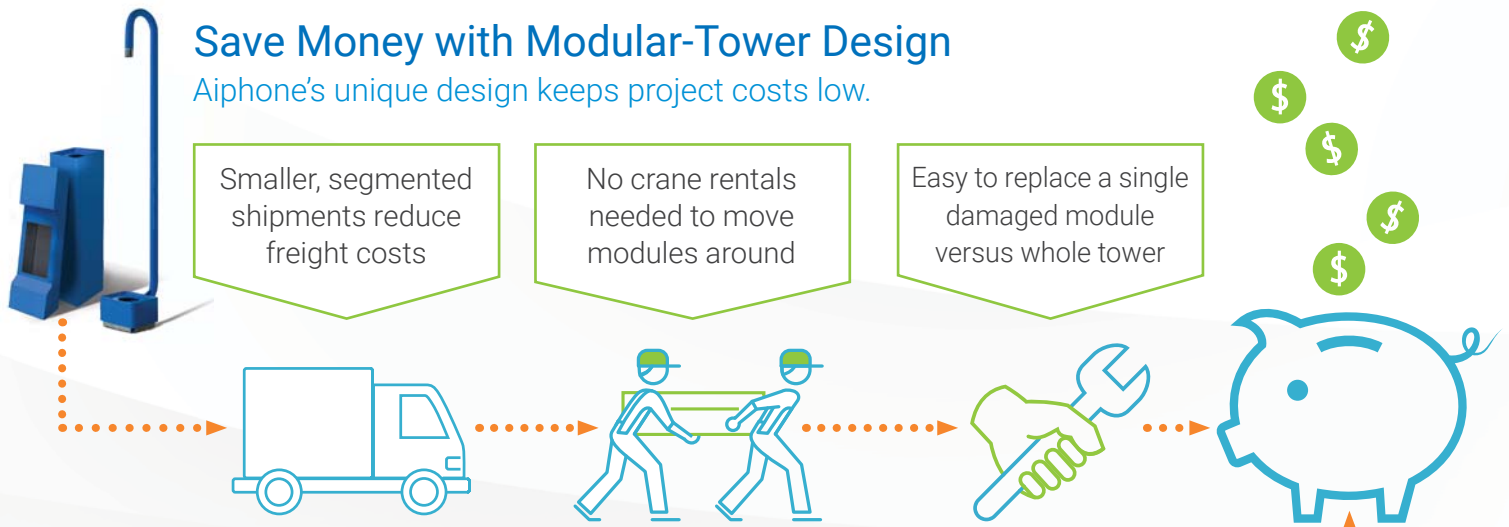 Save Money with Modular-Tower Design
Aiphone’s unique design keeps project costs low.
Smaller, segmented
shipments reduce
freight costs
No crane rentals
needed to move
modules around
Easy to replace a single
damaged module
versus whole tower
$
$
$
$
$